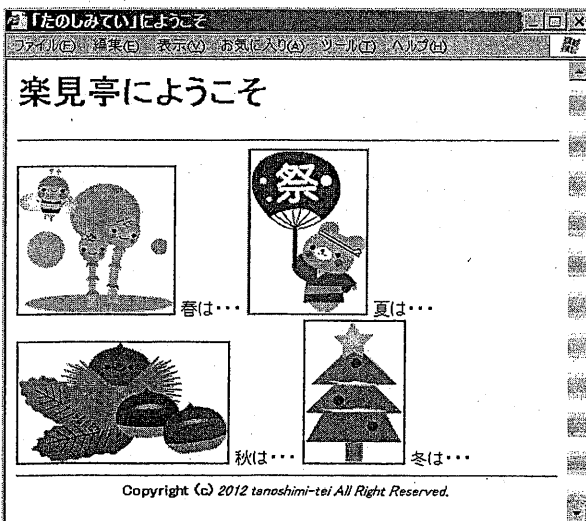 「たのしみてい」にようこそ
ファイル(F) 編集(E) 表示(V) お気に入り(A) ツール(T) ヘルプ(H)
楽見亭にようこそ
祭
春は・・・ 夏は・・・
秋は・・・ 冬は・・・
Copyright (c) 2012 tanoshimi-tei All Right Reserved.